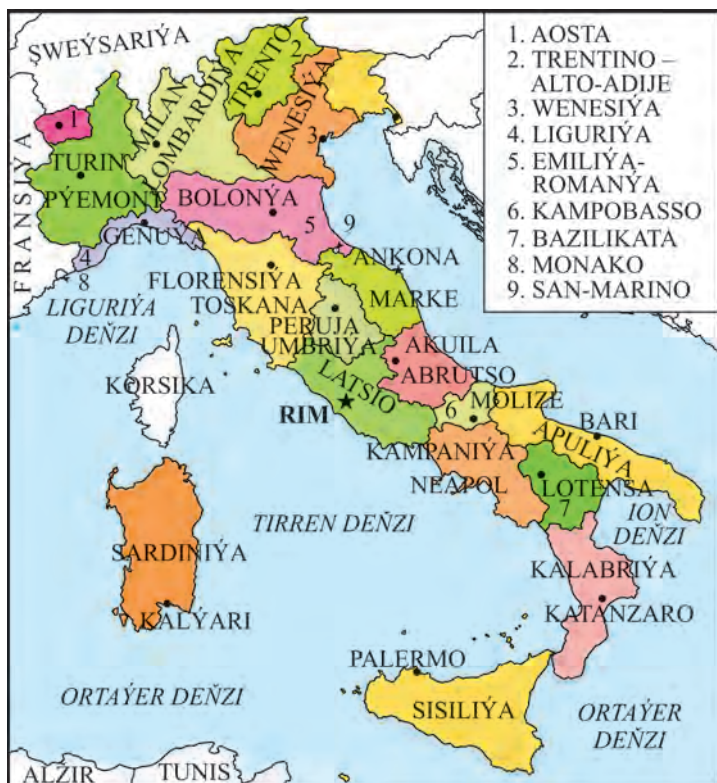 ŞWEÝSARIÝA
FRANSIÝA
1
TURIN
PÝEMONT
MILAN
LOMBARDIÝA
TRENTO
2
WENESIÝA
3
BOLONÝA
5
9
GENUÝA
4
8
LIGURIÝA
DEŇZI
FLORENSIÝA
TOSKANA
ANKONA
MARKE
PERUJA
UMBRIÝA
AKUILA
ABRUTSO
LATSIO
RIM
6
MOLIZE
KORSIKA
BARI
APULIÝA
KAMPANIÝA
NEAPOL
LOTENSA
7
ION
DEŇZI
TIRREN DEŇZI
SARDINIÝA
KALÝARI
KALABRIÝA
KATANZARO
PALERMO
SISILIÝA
ORTAÝER DEŇZI
ORTAÝER
DEŇZI
ALZIR
TUNIS
1. AOSTA
2. TRENTINO –
ALTO-ADIJE
3. WENESIÝA
4. LIGURIÝA
5. EMILIÝA-
ROMANÝA
6. KAMPOBASSO
7. BAZILIKATA
8. MONAKO
9. SAN-MARINO